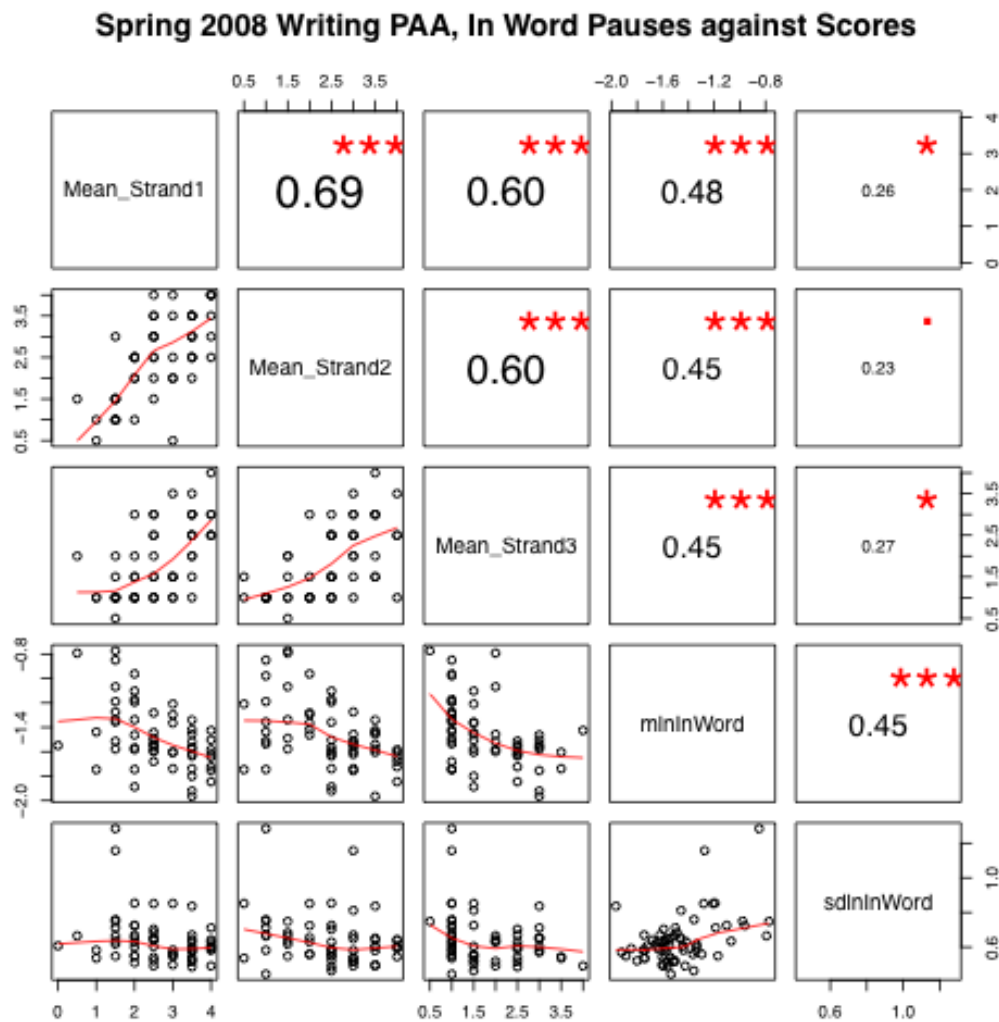 Spring 2008 Writing PAA, In Word Pauses against Scores
0.5 1.5 2.5 3.5 −2.0 −1.6 −1.2 −0.8
Mean_Strand1 0.69 *** 0.60 *** 0.48 *** 0.26 *
0 1 2 3 4
0.5 1.5 2.5 3.5
Mean_Strand2 0.60 *** 0.45 *** 0.23 .
Mean_Strand3 0.45 *** 0.27 *
0.5 1.5 2.5 3.5
−2.0 −1.4 −0.8
mlnInWord 0.45 ***
sdlnInWord
0.6 1.0
0 1 2 3 4 0.5 1.5 2.5 3.5 0.6 1.0